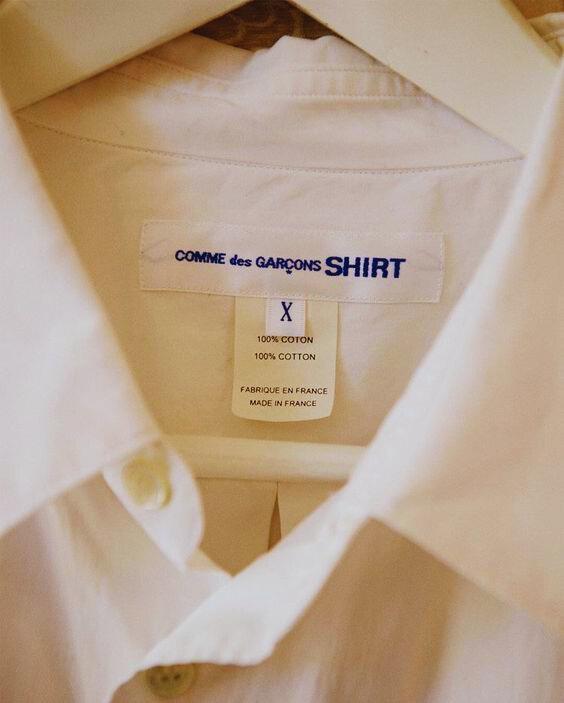 COMME des GARÇONS SHIRT
X
100% COTON
100% COTTON
FABRIQUE EN FRANCE
MADE IN FRANCE